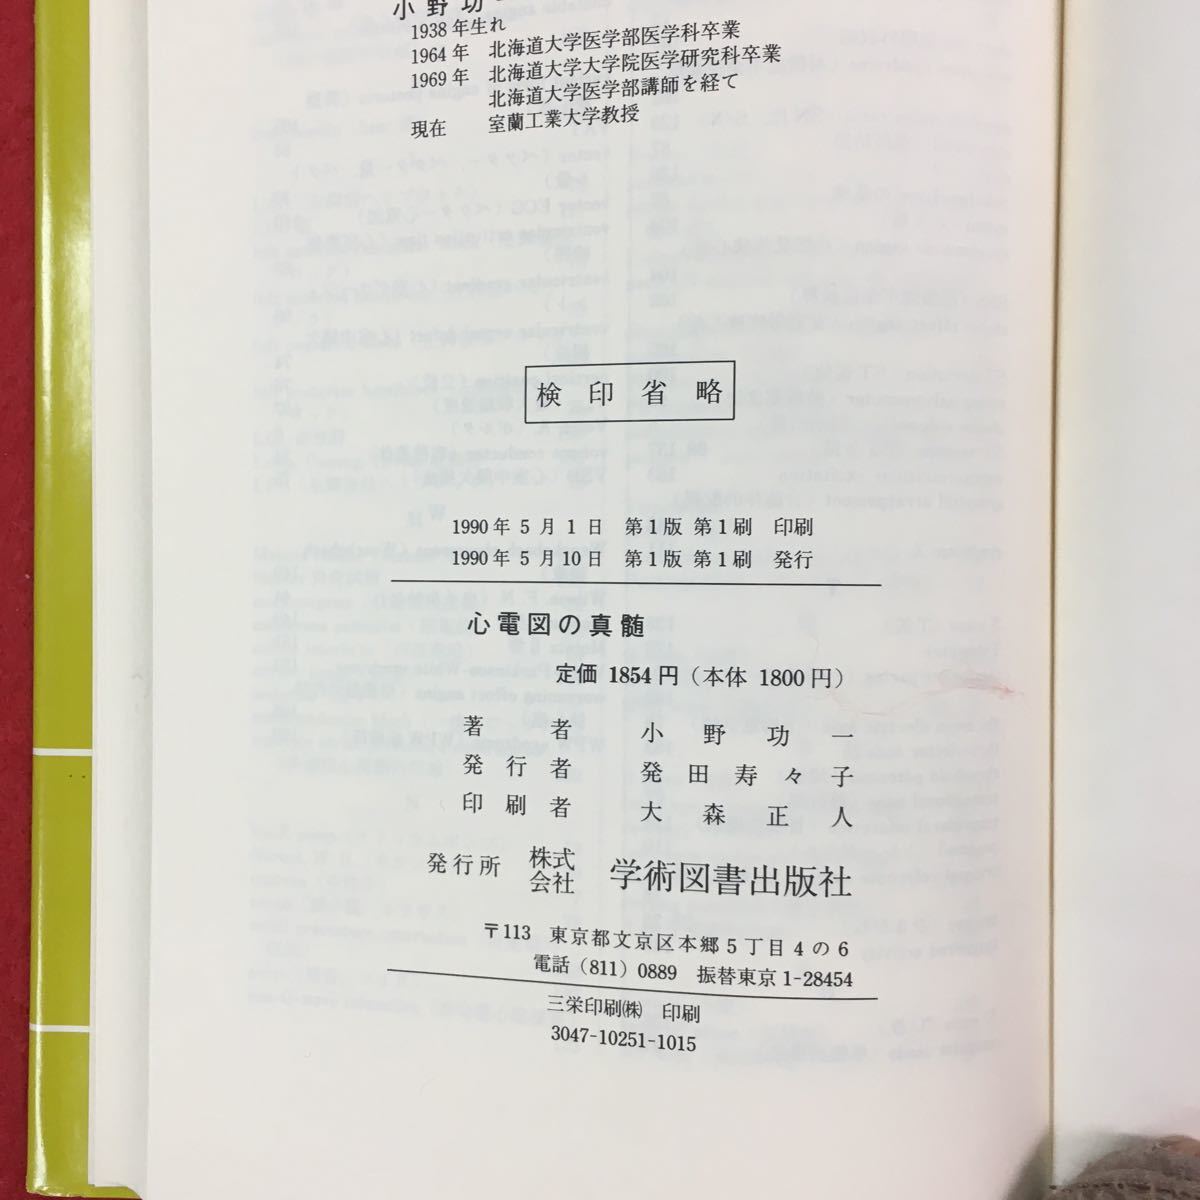 小野功
1938年生れ
1964年 北海道大学医学部医学科卒業
1969年 北海道大学大学院医学研究科卒業
北海道大学医学部講師を経て
現在 室蘭工業大学教授
検印省略
1990年5月1日 第1版 第1刷 印刷
1990年5月10日 第1版 第1刷 発行
心電図の真髄
定価 1854円（本体 1800円）
著者 小野功一
発行者 発田寿々子
印刷者 大森正人
発行所 株式会社 学術図書出版社
〒113 東京都文京区本郷5丁目4の6
電話（811）0889 振替東京1-28454
三栄印刷㈱ 印刷
3047-10251-1015